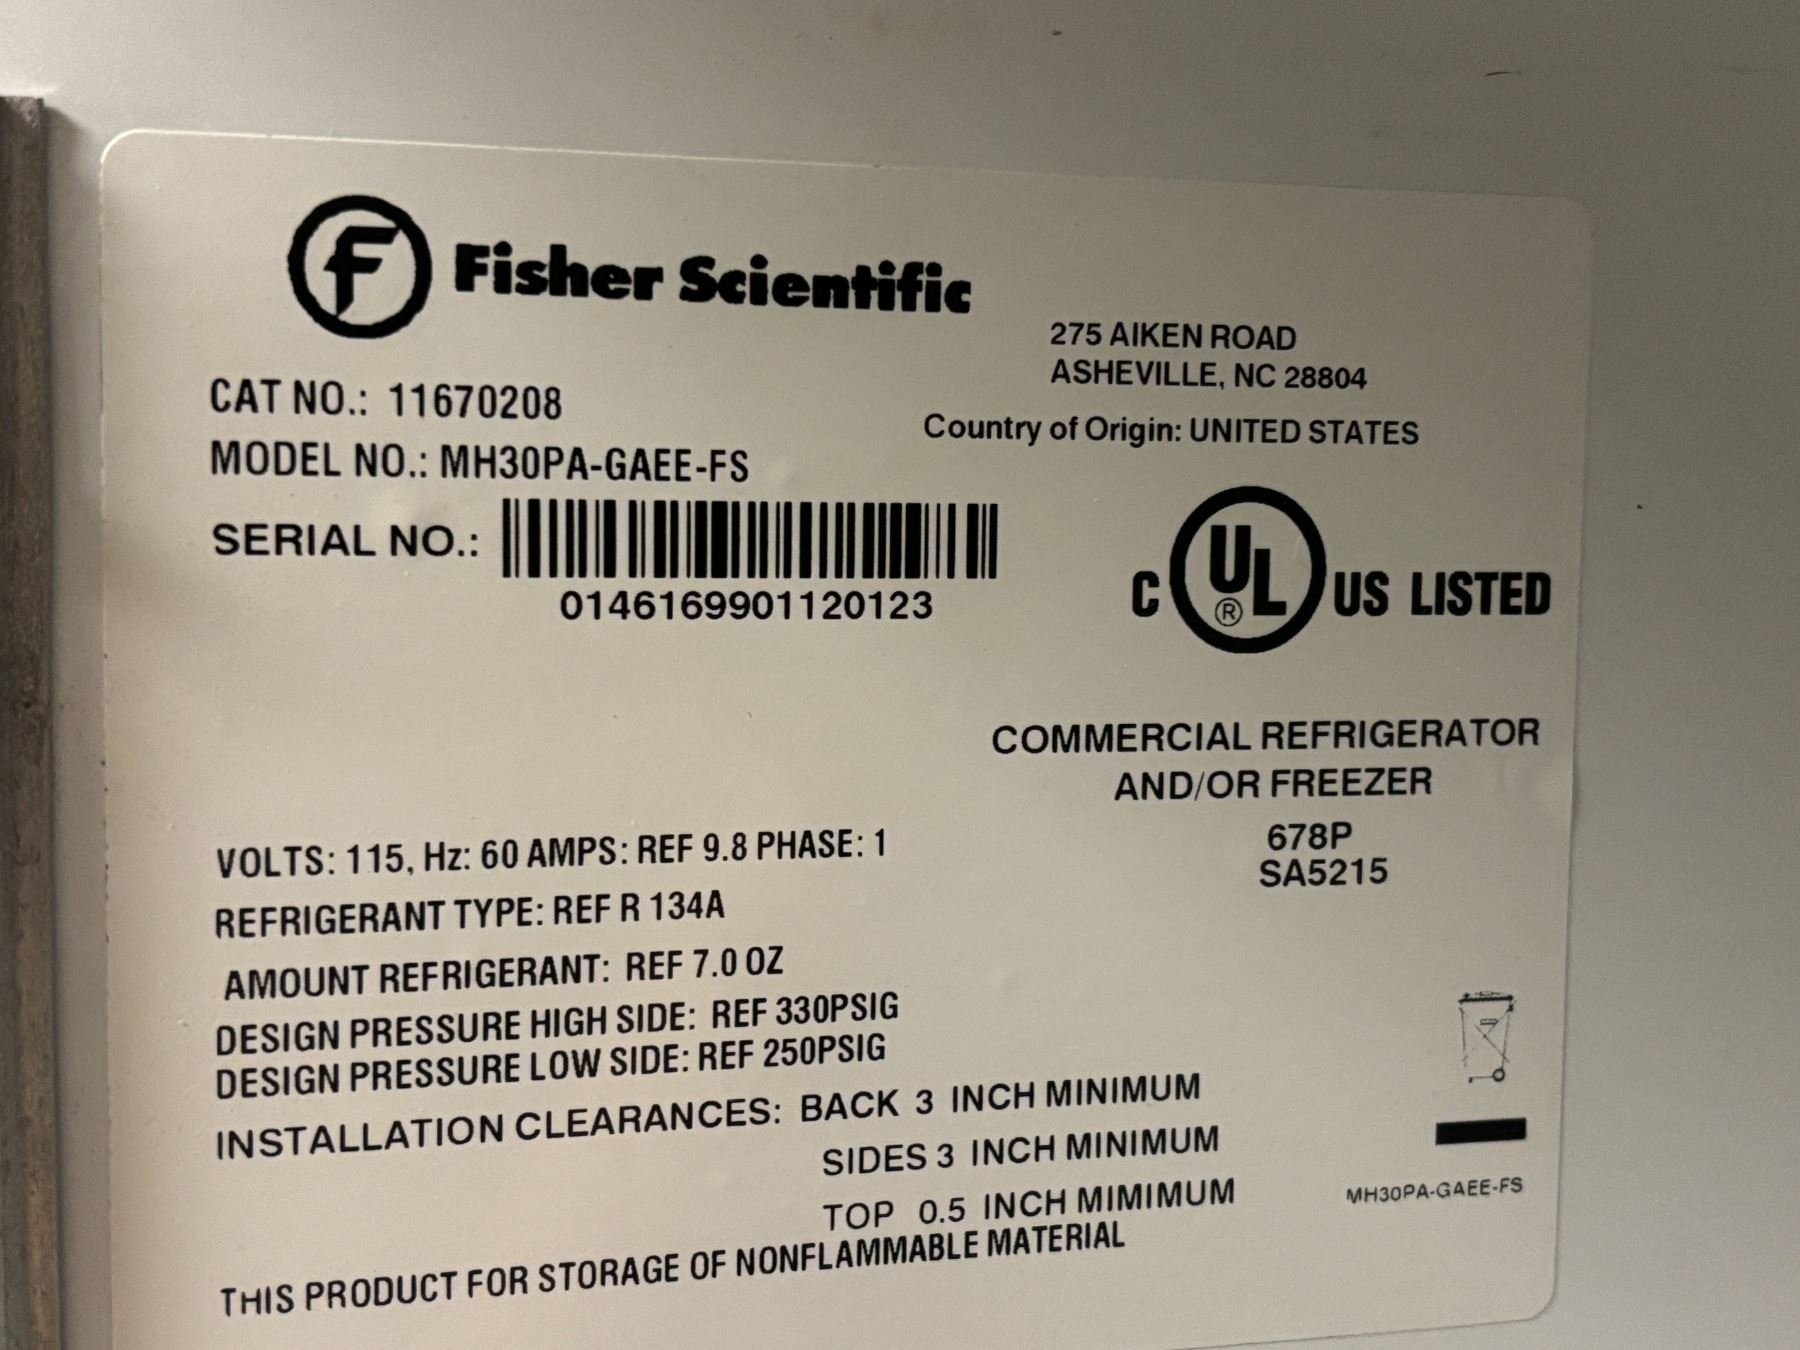 Fisher Scientific
275 AIKEN ROAD
ASHEVILLE, NC 28804
CAT NO.: 11670208
Country of Origin: UNITED STATES
MODEL NO.: MH30PA-GAEE-FS
SERIAL NO.:
0146169901120123
C UL ® US LISTED
COMMERCIAL REFRIGERATOR
AND/OR FREEZER
678P
SA5215
VOLTS: 115, Hz: 60 AMPS: REF 9.8 PHASE: 1
REFRIGERANT TYPE: REF R 134A
AMOUNT REFRIGERANT: REF 7.0 OZ
DESIGN PRESSURE HIGH SIDE: REF 330PSIG
DESIGN PRESSURE LOW SIDE: REF 250PSIG
INSTALLATION CLEARANCES: BACK 3 INCH MINIMUM
SIDES 3 INCH MINIMUM
TOP 0.5 INCH MIMIMUM
MH30PA-GAEE-FS
THIS PRODUCT FOR STORAGE OF NONFLAMMABLE MATERIAL